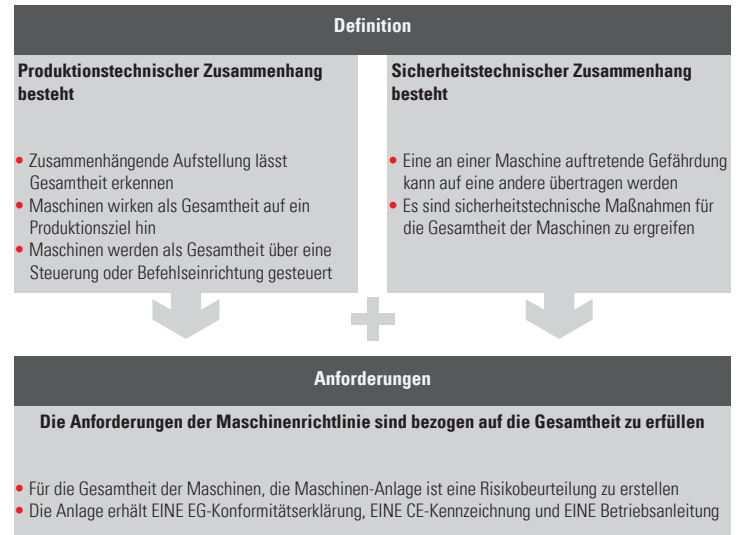 Definition
Produktionstechnischer Zusammenhang
besteht
• Zusammenhängende Aufstellung lässt
Gesamtheit erkennen
• Maschinen wirken als Gesamtheit auf ein
Produktionsziel hin
• Maschinen werden als Gesamtheit über eine
Steuerung oder Befehlseinrichtung gesteuert
Sicherheitstechnischer Zusammenhang
besteht
• Eine an einer Maschine auftretende Gefährdung
kann auf eine andere übertragen werden
• Es sind sicherheitstechnische Maßnahmen für
die Gesamtheit der Maschinen zu ergreifen
+
Anforderungen
Die Anforderungen der Maschinenrichtlinie sind bezogen auf die Gesamtheit zu erfüllen
• Für die Gesamtheit der Maschinen, die Maschinen-Anlage ist eine Risikobeurteilung zu erstellen
• Die Anlage erhält EINE EG-Konformitätserklärung, EINE CE-Kennzeichnung und EINE Betriebsanleitung